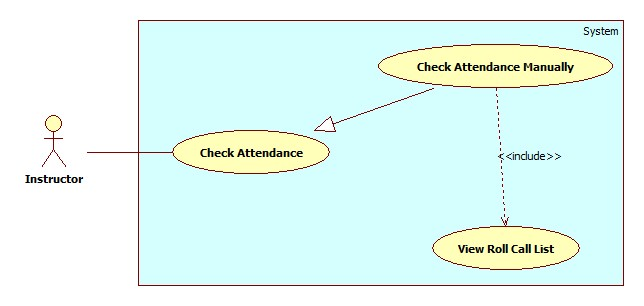 System
Check Attendance Manually
Check Attendance
<<include>>
Instructor
View Roll Call List